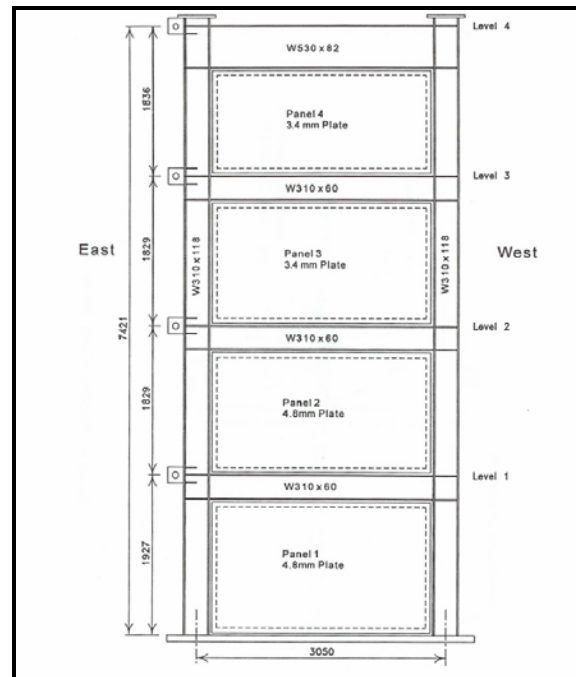 Level 4
W530 x 82
1836
Panel 4
3.4 mm Plate
Level 3
W310 x 60
East
W310 x 118
1829
Panel 3
3.4 mm Plate
W310 x 118
West
7421
Level 2
W310 x 60
1829
Panel 2
4.8mm Plate
Level 1
W310 x 60
1927
Panel 1
4.8mm Plate
3050